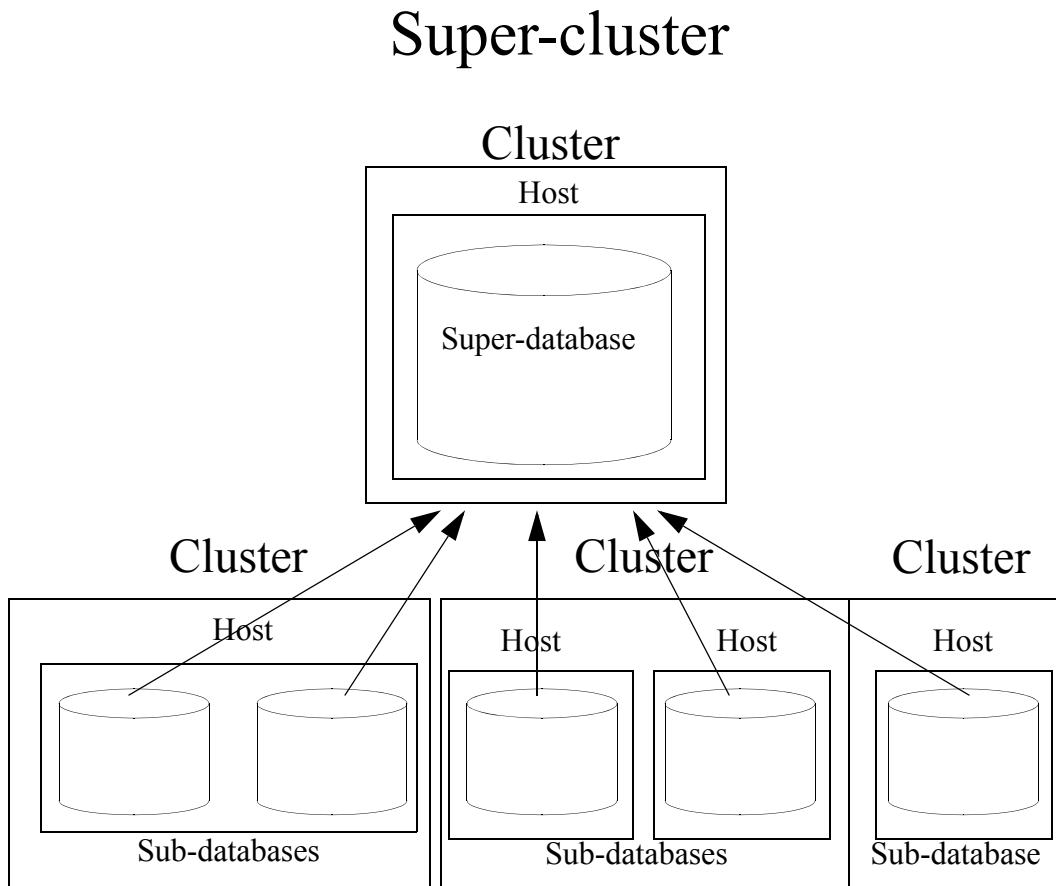 Super-cluster
Cluster
Host
Super-database
Cluster
Cluster
Cluster
Host
Host
Host
Host
Sub-databases
Sub-databases
Sub-database